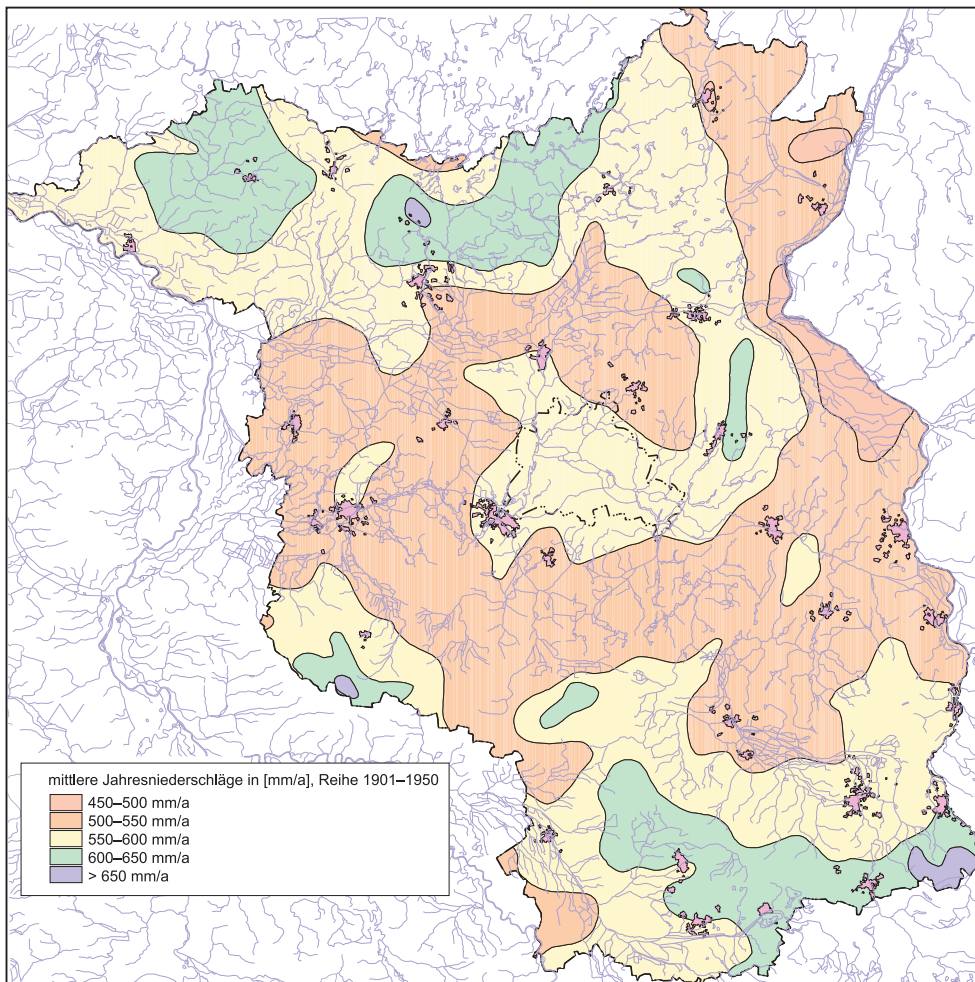 mittlere Jahresniederschläge in [mm/a], Reihe 1901–1950
450–500 mm/a
500–550 mm/a
550–600 mm/a
600–650 mm/a
> 650 mm/a